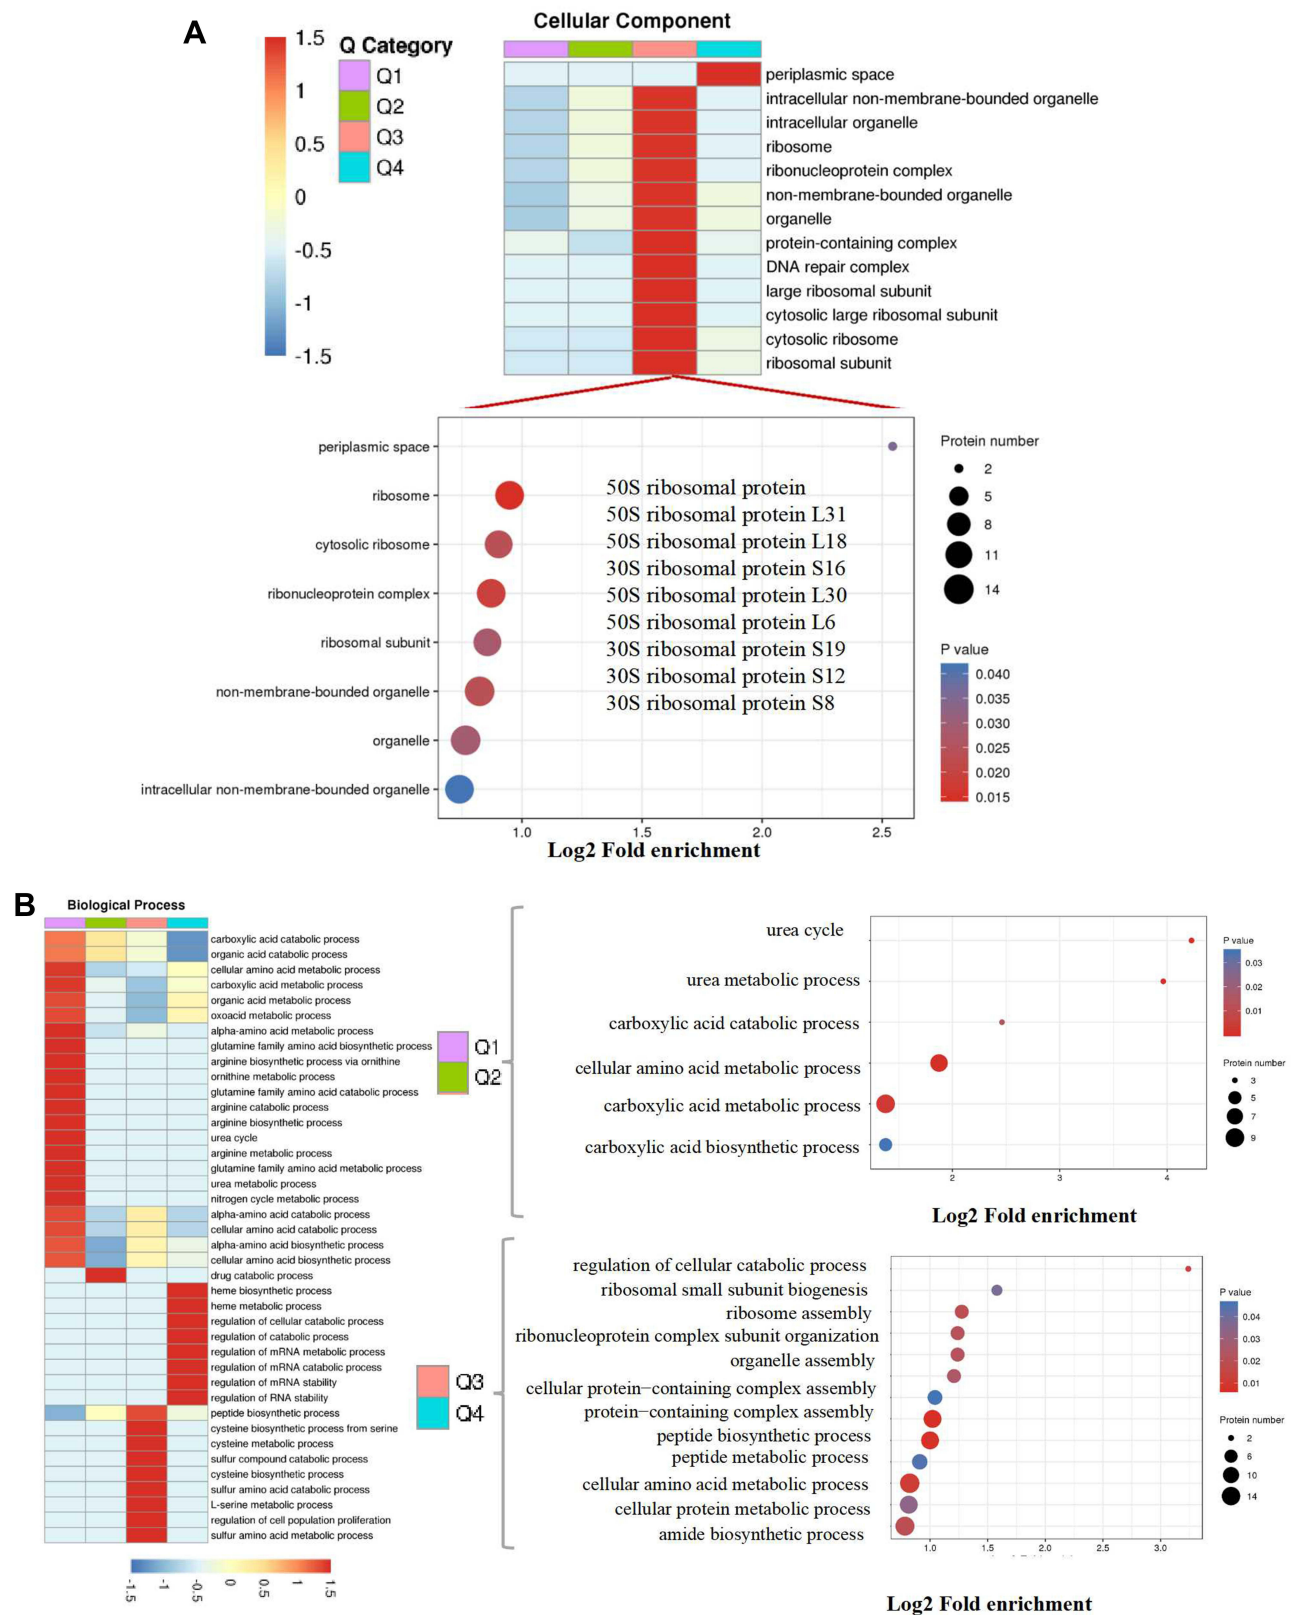 A
Cellular Component
1.5
1
0.5
0
-0.5
-1
-1.5
Q Category
Q1
Q2
Q3
Q4
periplasmic space
intracellular non-membrane-bounded organelle
intracellular organelle
ribosome
ribonucleoprotein complex
non-membrane-bounded organelle
organelle
protein-containing complex
DNA repair complex
large ribosomal subunit
cytosolic large ribosomal subunit
cytosolic ribosome
ribosomal subunit
periplasmic space
ribosome
cytosolic ribosome
ribonucleoprotein complex
ribosomal subunit
non-membrane-bounded organelle
organelle
intracellular non-membrane-bounded organelle
50S ribosomal protein
50S ribosomal protein L31
50S ribosomal protein L18
30S ribosomal protein S16
50S ribosomal protein L30
50S ribosomal protein L6
30S ribosomal protein S19
30S ribosomal protein S12
30S ribosomal protein S8
1.0 1.5 2.0 2.5
Log2 Fold enrichment
Protein number
2
5
8
11
14
P value
0.040
0.035
0.030
0.025
0.020
0.015
B
Biological Process
carboxylic acid catabolic process
organic acid catabolic process
cellular amino acid metabolic process
carboxylic acid metabolic process
organic acid metabolic process
oxoacid metabolic process
alpha-amino acid metabolic process
glutamine family amino acid biosynthetic process
arginine biosynthetic process via ornithine
ornithine metabolic process
glutamine family amino acid catabolic process
arginine catabolic process
arginine biosynthetic process
urea cycle
arginine metabolic process
glutamine family amino acid metabolic process
urea metabolic process
nitrogen cycle metabolic process
alpha-amino acid catabolic process
cellular amino acid catabolic process
alpha-amino acid biosynthetic process
cellular amino acid biosynthetic process
drug catabolic process
heme biosynthetic process
heme metabolic process
regulation of cellular catabolic process
regulation of catabolic process
regulation of mRNA metabolic process
regulation of mRNA catabolic process
regulation of mRNA stability
regulation of RNA stability
peptide biosynthetic process
cysteine biosynthetic process from serine
cysteine metabolic process
sulfur compound catabolic process
cysteine biosynthetic process
sulfur amino acid catabolic process
L-serine metabolic process
regulation of cell population proliferation
sulfur amino acid metabolic process
-1.5
-1
-0.5
0
0.5
1
1.5
Q1
Q2
urea cycle
urea metabolic process
carboxylic acid catabolic process
cellular amino acid metabolic process
carboxylic acid metabolic process
carboxylic acid biosynthetic process
2 3 4
Log2 Fold enrichment
P value
0.03
0.02
0.01
Protein number
3
5
7
9
Q3
Q4
regulation of cellular catabolic process
ribosomal small subunit biogenesis
ribosome assembly
ribonucleoprotein complex subunit organization
organelle assembly
cellular protein−containing complex assembly
protein−containing complex assembly
peptide biosynthetic process
peptide metabolic process
cellular amino acid metabolic process
cellular protein metabolic process
amide biosynthetic process
1.0 1.5 2.0 2.5 3.0
Log2 Fold enrichment
P value
0.04
0.03
0.02
0.01
Protein number
2
6
10
14